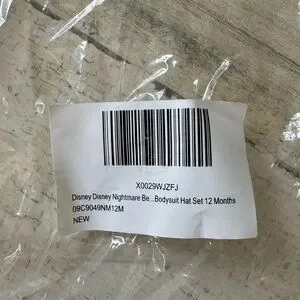 X0029WJZFJ
Disney Disney Nightmare Be...Bodysuit Hat Set 12 Months
09C9049NM12M
NEW